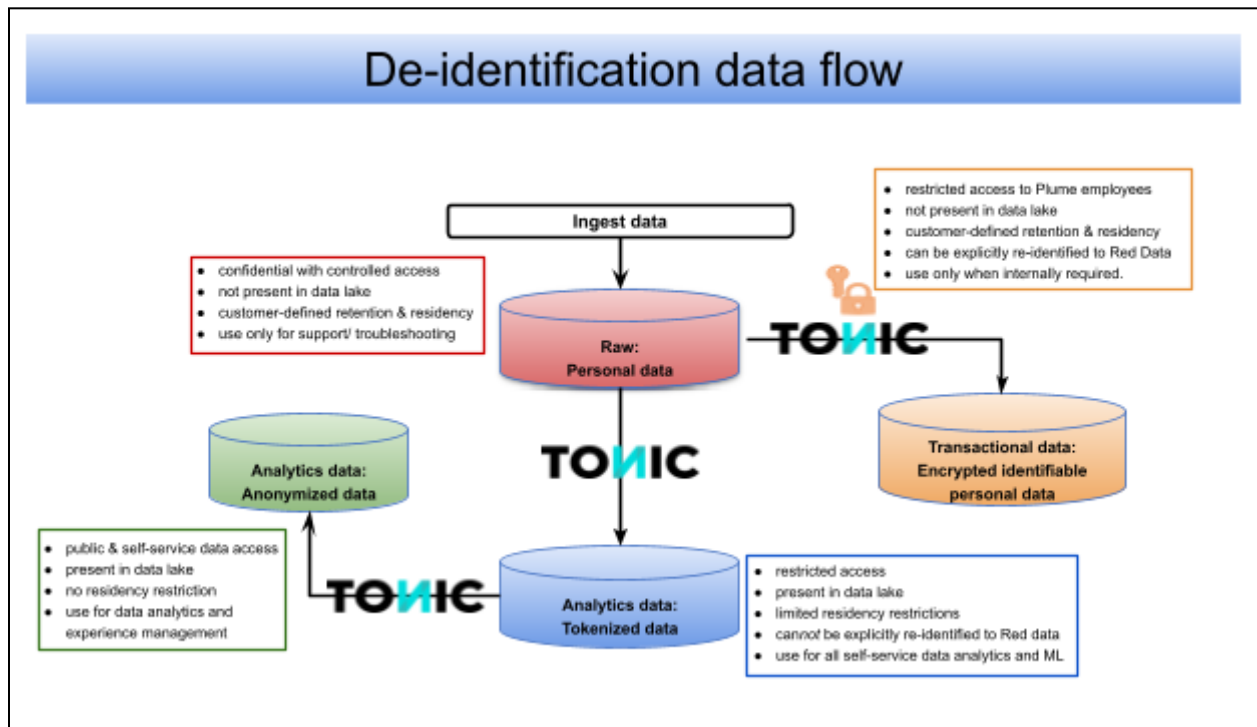 De-identification data flow
Ingest data
● restricted access to Plume employees
● not present in data lake
● customer-defined retention & residency
● can be explicitly re-identified to Red Data
● use only when internally required.
● confidential with controlled access
● not present in data lake
● customer-defined retention & residency
● use only for support/ troubleshooting
Raw:
Personal data
TONIC
Transactional data:
Encrypted identifiable
personal data
TONIC
Analytics data:
Anonymized data
● public & self-service data access
● present in data lake
● no residency restriction
● use for data analytics and
experience management
TONIC
Analytics data:
Tokenized data
● restricted access
● present in data lake
● limited residency restrictions
● cannot be explicitly re-identified to Red data
● use for all self-service data analytics and ML